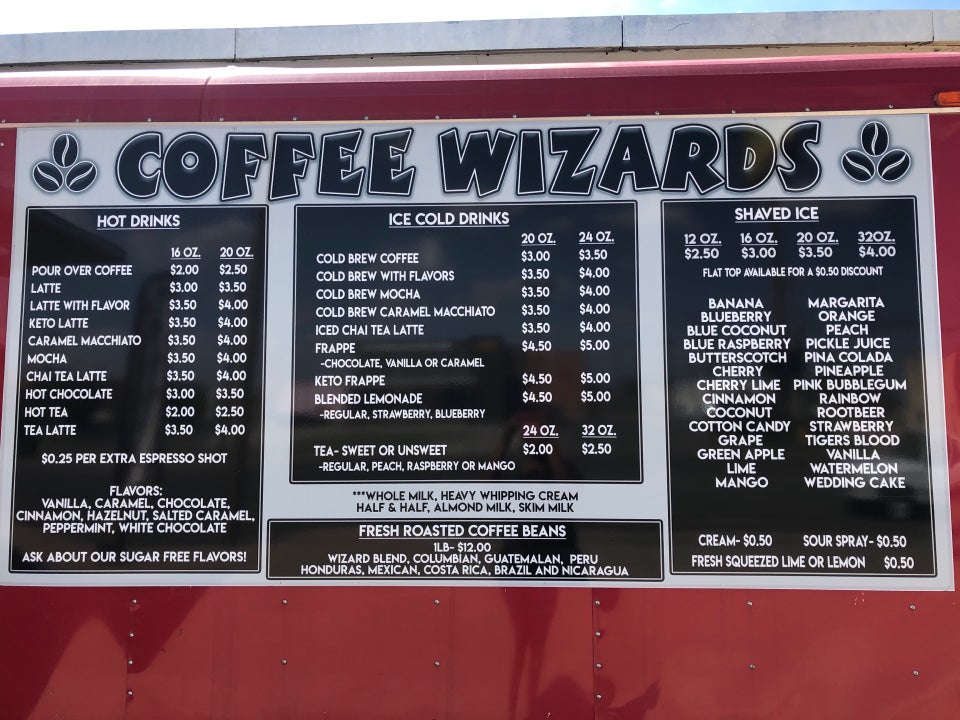 COFFEE WIZARDS
HOT DRINKS
16 OZ. 20 OZ.
POUR OVER COFFEE $2.00 $2.50
LATTE $3.00 $3.50
LATTE WITH FLAVOR $3.50 $4.00
KETO LATTE $3.50 $4.00
CARAMEL MACCHIATO $3.50 $4.00
MOCHA $3.50 $4.00
CHAI TEA LATTE $3.50 $4.00
HOT CHOCOLATE $3.00 $3.50
HOT TEA $2.00 $2.50
TEA LATTE $3.50 $4.00
$0.25 PER EXTRA ESPRESSO SHOT
FLAVORS:
VANILLA, CARAMEL, CHOCOLATE,
CINNAMON, HAZELNUT, SALTED CARAMEL,
PEPPERMINT, WHITE CHOCOLATE
ASK ABOUT OUR SUGAR FREE FLAVORS!
ICE COLD DRINKS
20 OZ. 24 OZ.
COLD BREW COFFEE $3.00 $3.50
COLD BREW WITH FLAVORS $3.50 $4.00
COLD BREW MOCHA $3.50 $4.00
COLD BREW CARAMEL MACCHIATO $3.50 $4.00
ICED CHAI TEA LATTE $3.50 $4.00
FRAPPE $4.50 $5.00
-CHOCOLATE, VANILLA OR CARAMEL
KETO FRAPPE $4.50 $5.00
BLENDED LEMONADE $4.50 $5.00
-REGULAR, STRAWBERRY, BLUEBERRY
24 OZ. 32 OZ.
TEA- SWEET OR UNSWEET $2.00 $2.50
-REGULAR, PEACH, RASPBERRY OR MANGO
***WHOLE MILK, HEAVY WHIPPING CREAM
HALF & HALF, ALMOND MILK, SKIM MILK
FRESH ROASTED COFFEE BEANS
1LB- $12.00
WIZARD BLEND, COLUMBIAN, GUATEMALAN, PERU
HONDURAS, MEXICAN, COSTA RICA, BRAZIL AND NICARAGUA
SHAVED ICE
12 OZ. 16 OZ. 20 OZ. 32OZ.
$2.50 $3.00 $3.50 $4.00
FLAT TOP AVAILABLE FOR A $0.50 DISCOUNT
BANANA MARGARITA
BLUEBERRY ORANGE
BLUE COCONUT PEACH
BLUE RASPBERRY PICKLE JUICE
BUTTERSCOTCH PINA COLADA
CHERRY PINEAPPLE
CHERRY LIME PINK BUBBLEGUM
CINNAMON RAINBOW
COCONUT ROOTBEER
COTTON CANDY STRAWBERRY
GRAPE TIGERS BLOOD
GREEN APPLE VANILLA
LIME WATERMELON
MANGO WEDDING CAKE
CREAM- $0.50 SOUR SPRAY- $0.50
FRESH SQUEEZED LIME OR LEMON $0.50